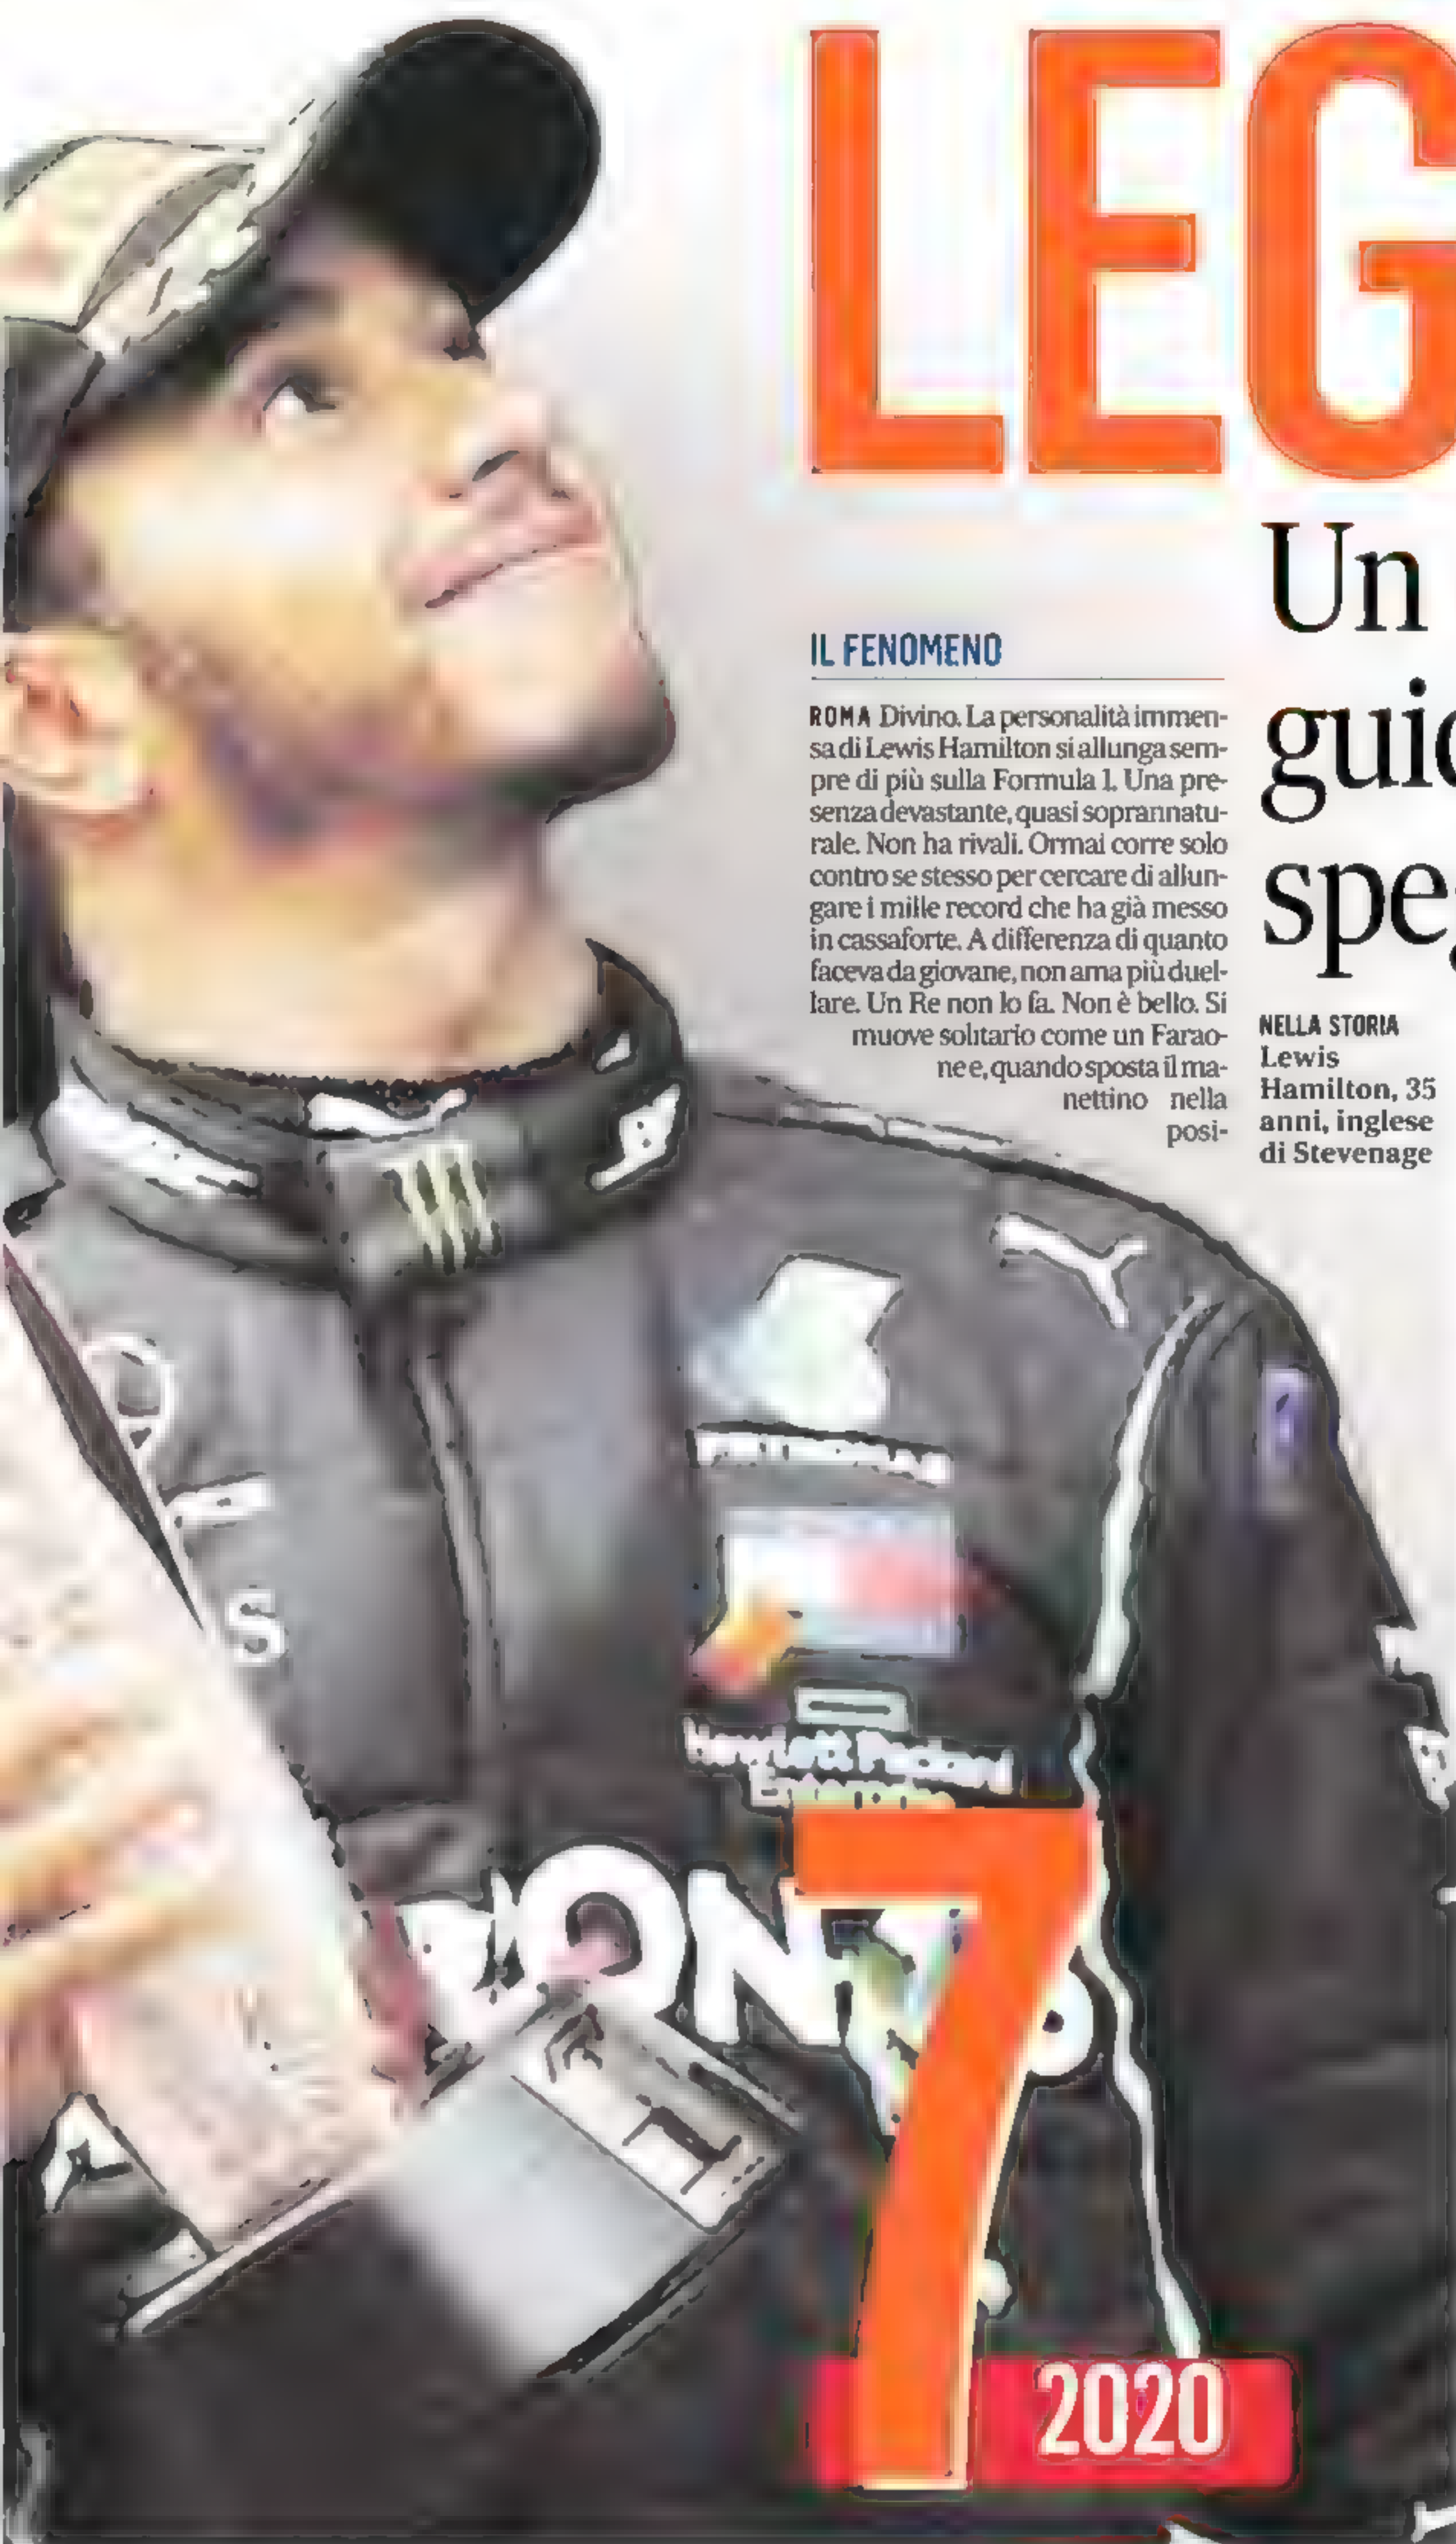 LEG
Un
guid
speg
IL FENOMENO
ROMA Divino. La personalità immen-
sa di Lewis Hamilton si allunga sem-
pre di più sulla Formula 1. Una pre-
senza devastante, quasi soprannatu-
rale. Non ha rivali. Ormai corre solo
contro se stesso per cercare di allun-
gare i mille record che ha già messo
in cassaforte. A differenza di quanto
faceva da giovane, non ama più duel-
lare. Un Re non lo fa. Non è bello. Si
muove solitario come un Farao-
ne e, quando sposta il ma-
nettino nella
posi-
NELLA STORIA
Lewis
Hamilton, 35
anni, inglese
di Stevenage
S
7
2020